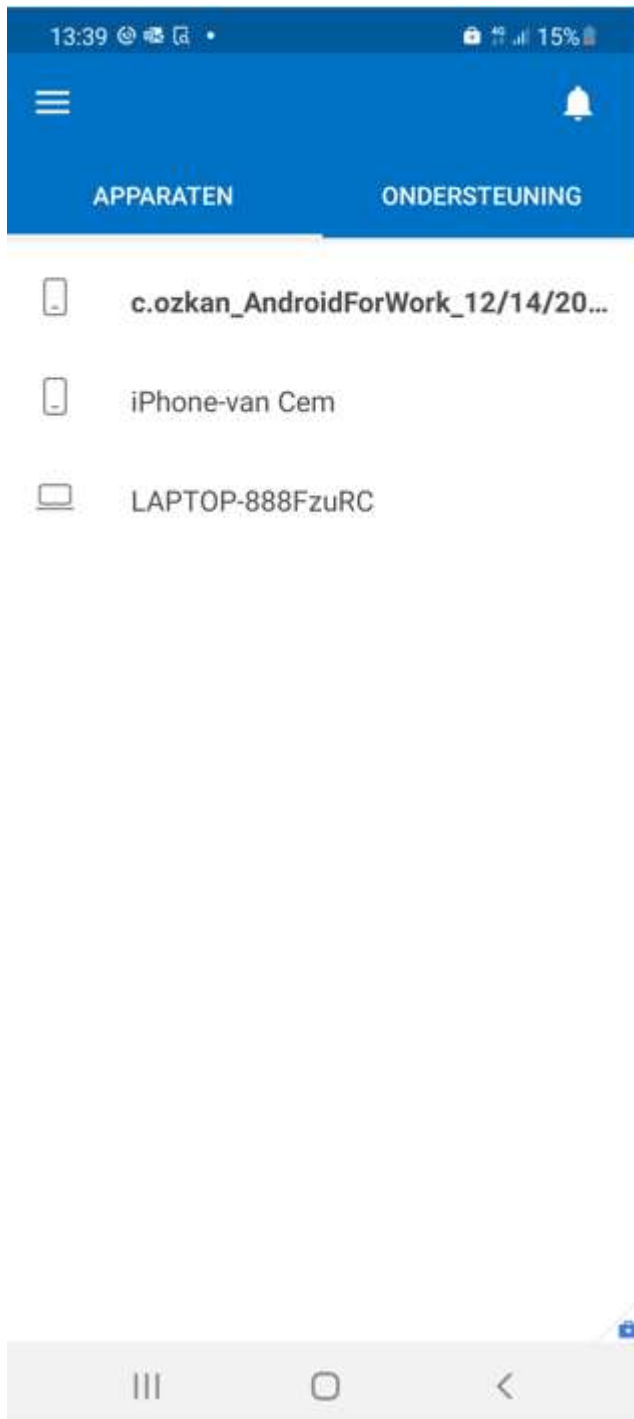 13:39
15%
APPARATEN
ONDERSTEUNING
c.ozkan_AndroidForWork_12/14/20...
iPhone-van Cem
LAPTOP-888FzuRC